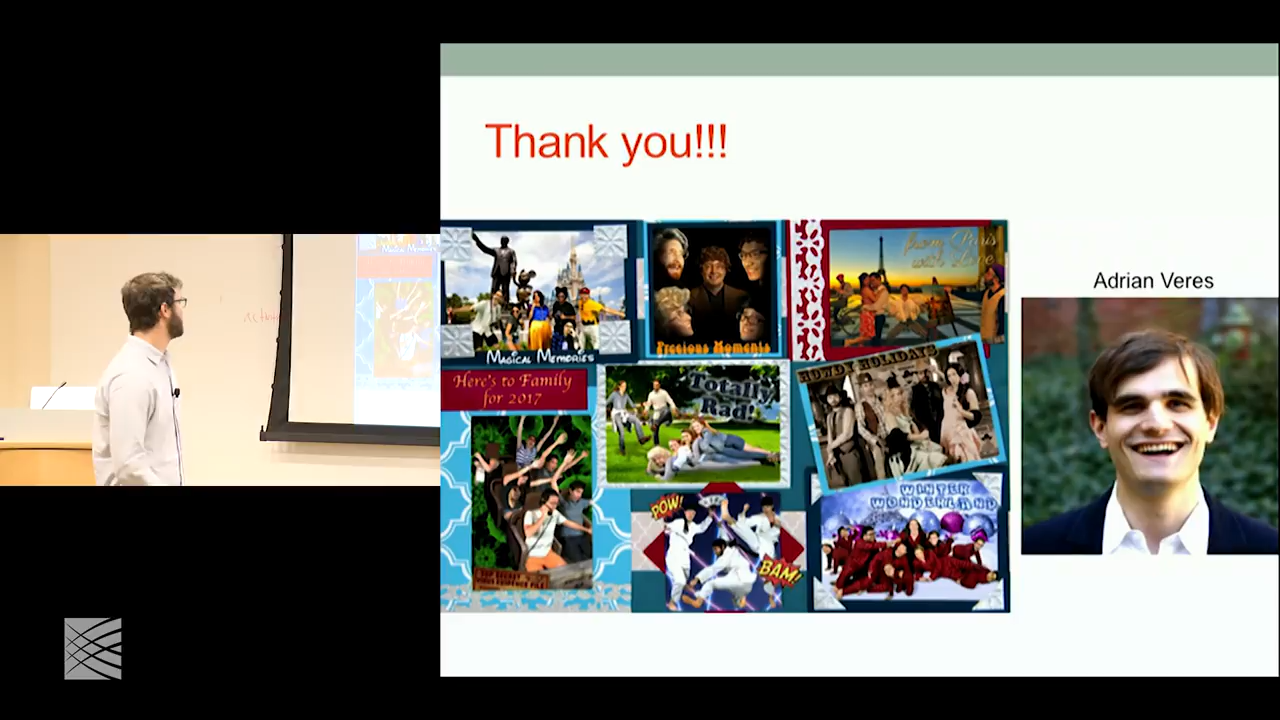 Thank you!!!
MAGICAL MEMORIES
Precious Moments
From Paris
with Love
Adrian Veres
Here's to Family
for 2017
Totally
Rad!
HOWDY HOLIDAYS
WINTER
WONDERLAND
POW!
BAM!